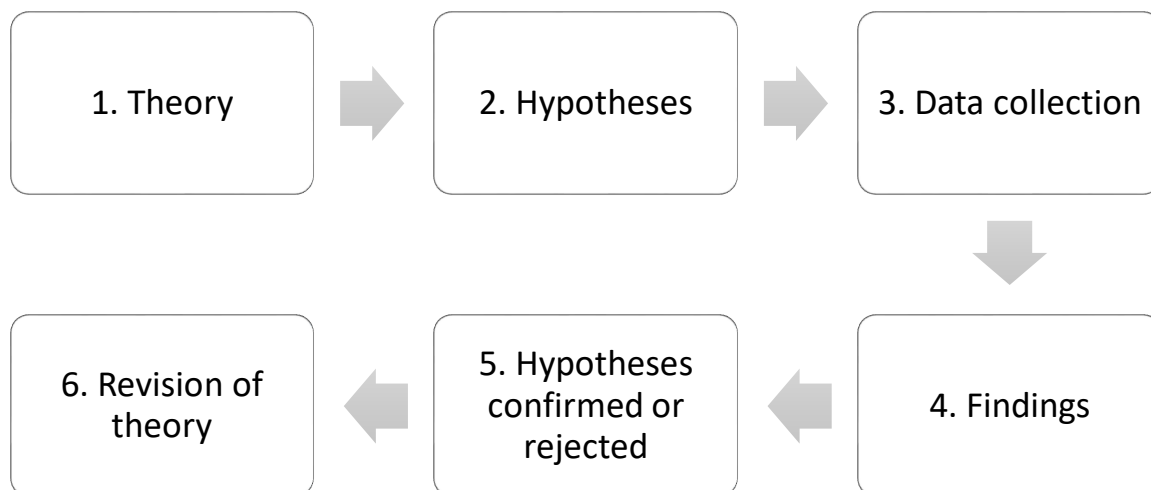 1. Theory
2. Hypotheses
3. Data collection
4. Findings
5. Hypotheses
confirmed or
rejected
6. Revision of
theory